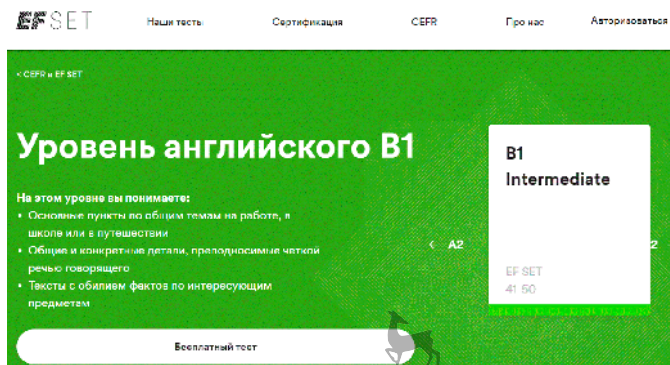 EF SET
Наши тесты
Сертификация
CEFR
Про нас
Авторизоваться
< CEFR и EF SET
Уровень английского B1
На этом уровне вы понимаете:
• Основные пункты по общим темам на работе, в
школе или в путешествии
• Общие и конкретные детали, преподносимые четкой
речью говорящего
• Тексты с обилием фактов по интересующим
предметам
Бесплатный тест
< A2
B1
Intermediate
EF SET
41-50